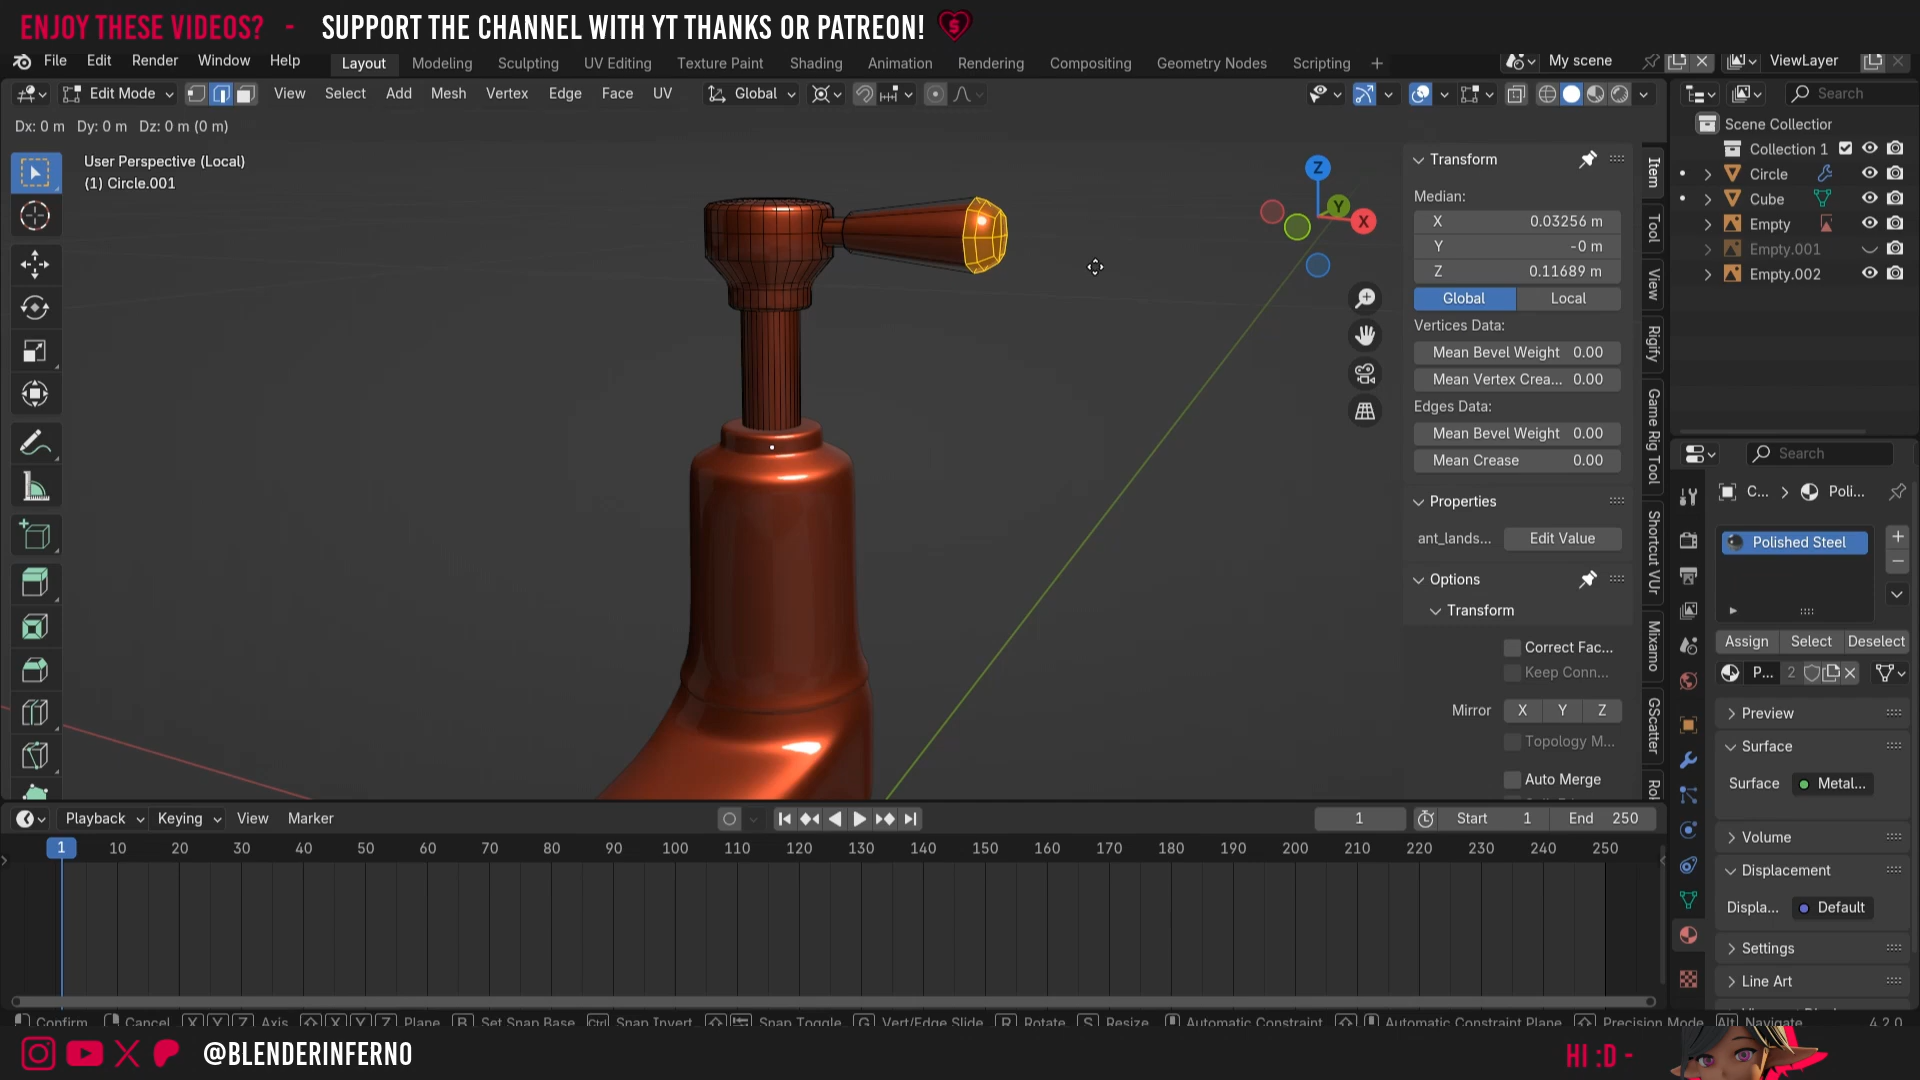 ENJOY THESE VIDEOS? - SUPPORT THE CHANNEL WITH YT THANKS OR PATREON!
File Edit Render Window Help Layout Modeling Sculpting UV Editing Texture Paint Shading Animation Rendering Compositing Geometry Nodes Scripting + My scene ViewLayer
Edit Mode View Select Add Mesh Vertex Edge Face UV Global Search
Dx: 0 m Dy: 0 m Dz: 0 m (0 m)
User Perspective (Local)
(1) Circle.001
Z
Y
X
Transform
Median:
X 0.03256 m
Y -0 m
Z 0.11689 m
Global Local
Vertices Data:
Mean Bevel Weight 0.00
Mean Vertex Crea... 0.00
Edges Data:
Mean Bevel Weight 0.00
Mean Crease 0.00
Properties
ant_lands... Edit Value
Options
Transform
Correct Fac...
Keep Conn...
Mirror X Y Z
Topology M...
Auto Merge
Item
Tool
View
Rigify
Game Rig Tool
Shortcut VUr
Mixamo
GScatter
Scene Collection
Collection 1
Circle
Cube
Empty
Empty.001
Empty.002
Search
C... Poli...
Polished Steel
Assign Select Deselect
P... 2
Preview
Surface
Surface Metal...
Volume
Displacement
Displa... Default
Settings
Line Art
Playback Keying View Marker 1 Start 1 End 250
1 10 20 30 40 50 60 70 80 90 100 110 120 130 140 150 160 170 180 190 200 210 220 230 240 250
Confirm Cancel X Y Z Axis X Y Z Plane B Set Snap Base Ctrl Snap Invert Snap Toggle G Vert/Edge Slide R Rotate S Resize Automatic Constraint Automatic Constraint Plane Precision Mode Alt Navigate 4.2.0
@BLENDERINFERNO
HI :D -